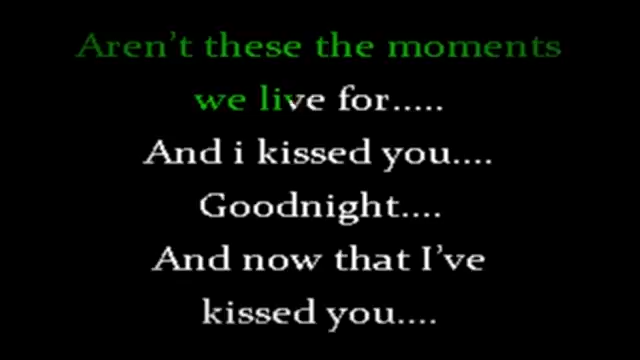 Aren't these the moments
we live for.....
And i kissed you....
Goodnight....
And now that I've
kissed you....